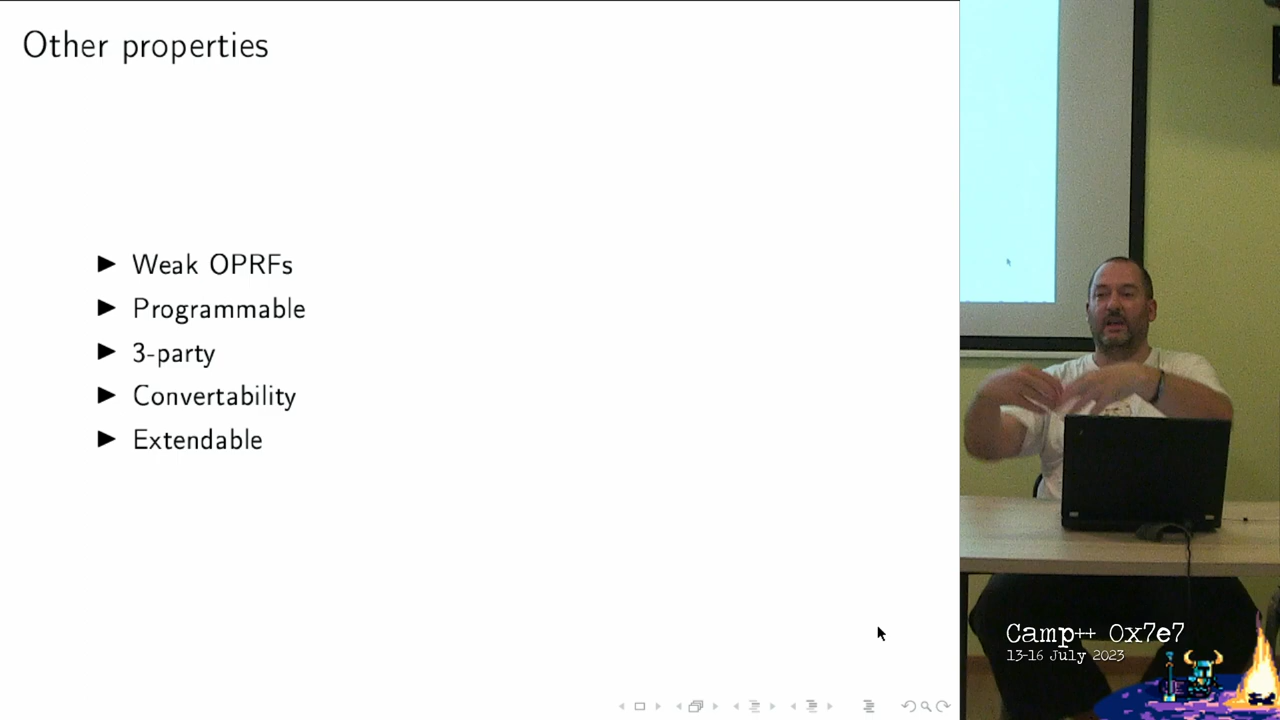 Other properties
Weak OPRFs
Programmable
3-party
Convertability
Extendable
Camp++ 0x7e7
13-16 July 2023